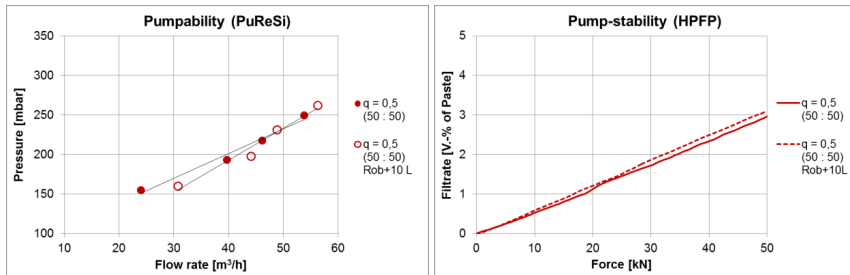 Pumpability (PuReSi)
Pressure [mbar]
350
300
250
200
150
100
10 20 30 40 50 60
Flow rate [m³/h]
q = 0,5
(50 : 50)
q = 0,5
(50 : 50)
Rob+10 L
Pump-stability (HPFP)
Filtrate [V.-% of Paste]
5
4
3
2
1
0
0 10 20 30 40 50
Force [kN]
q = 0,5
(50 : 50)
q = 0,5
(50 : 50)
Rob+10L